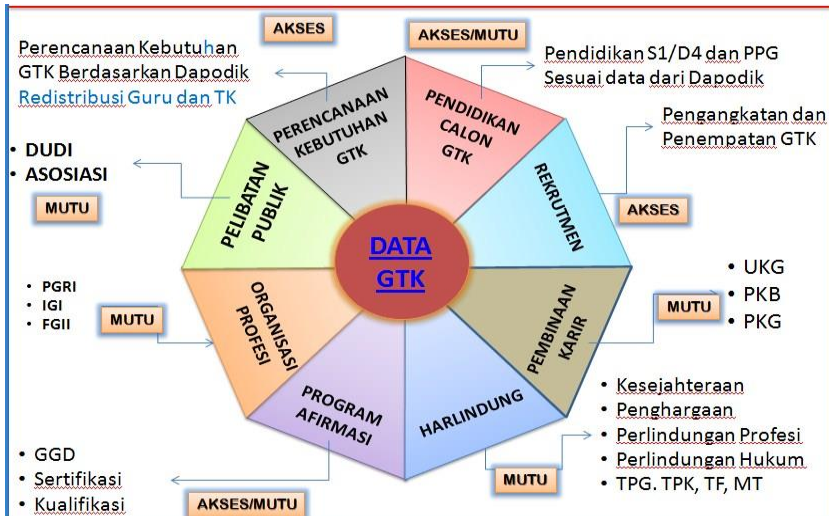 AKSES
AKSES/MUTU
Perencanaan Kebutuhan
GTK Berdasarkan Dapodik
Redistribusi Guru dan TK
Pendidikan S1/D4 dan PPG
Sesuai data dari Dapodik
PERENCANAAN
KEBUTUHAN
GTK
PENDIDIKAN
CALON
GTK
Pengangkatan dan
Penempatan GTK
• DUDI
• ASOSIASI
MUTU
PELIBATAN
PUBLIK
REKRUTMEN
AKSES
DATA
GTK
• PGRI
• IGI
• FGII
MUTU
ORGANISASI
PROFESI
PEMBINAAN
KARIR
MUTU
• UKG
• PKB
• PKG
PROGRAM
AFIRMASI
HARLINDUNG
• Kesejahteraan
• Penghargaan
• Perlindungan Profesi
• Perlindungan Hukum
• TPG. TPK, TF, MT
MUTU
• GGD
• Sertifikasi
• Kualifikasi
AKSES/MUTU